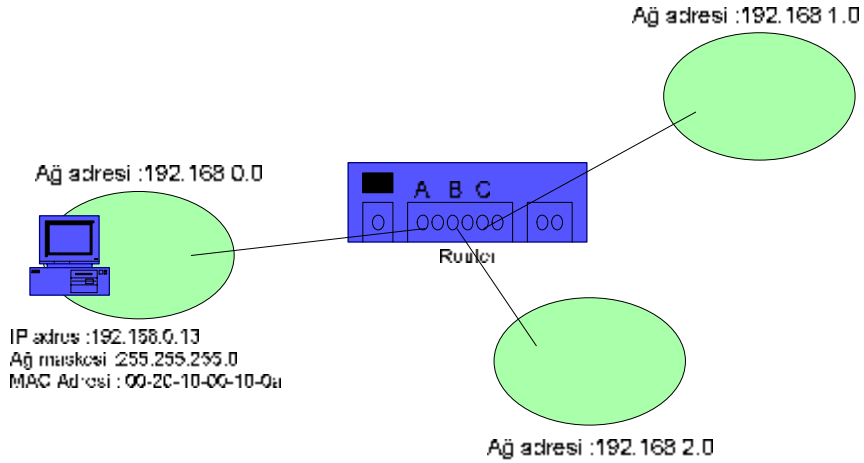 Ağ adresi :192.168 1.0
Ağ adresi :192.168 0.0
A B C
Router
IP adres :192.168.0.13
Ağ maskesi :255.255.255.0
MAC Adresi : 00-20-10-00-10-0a
Ağ adresi :192.168 2.0